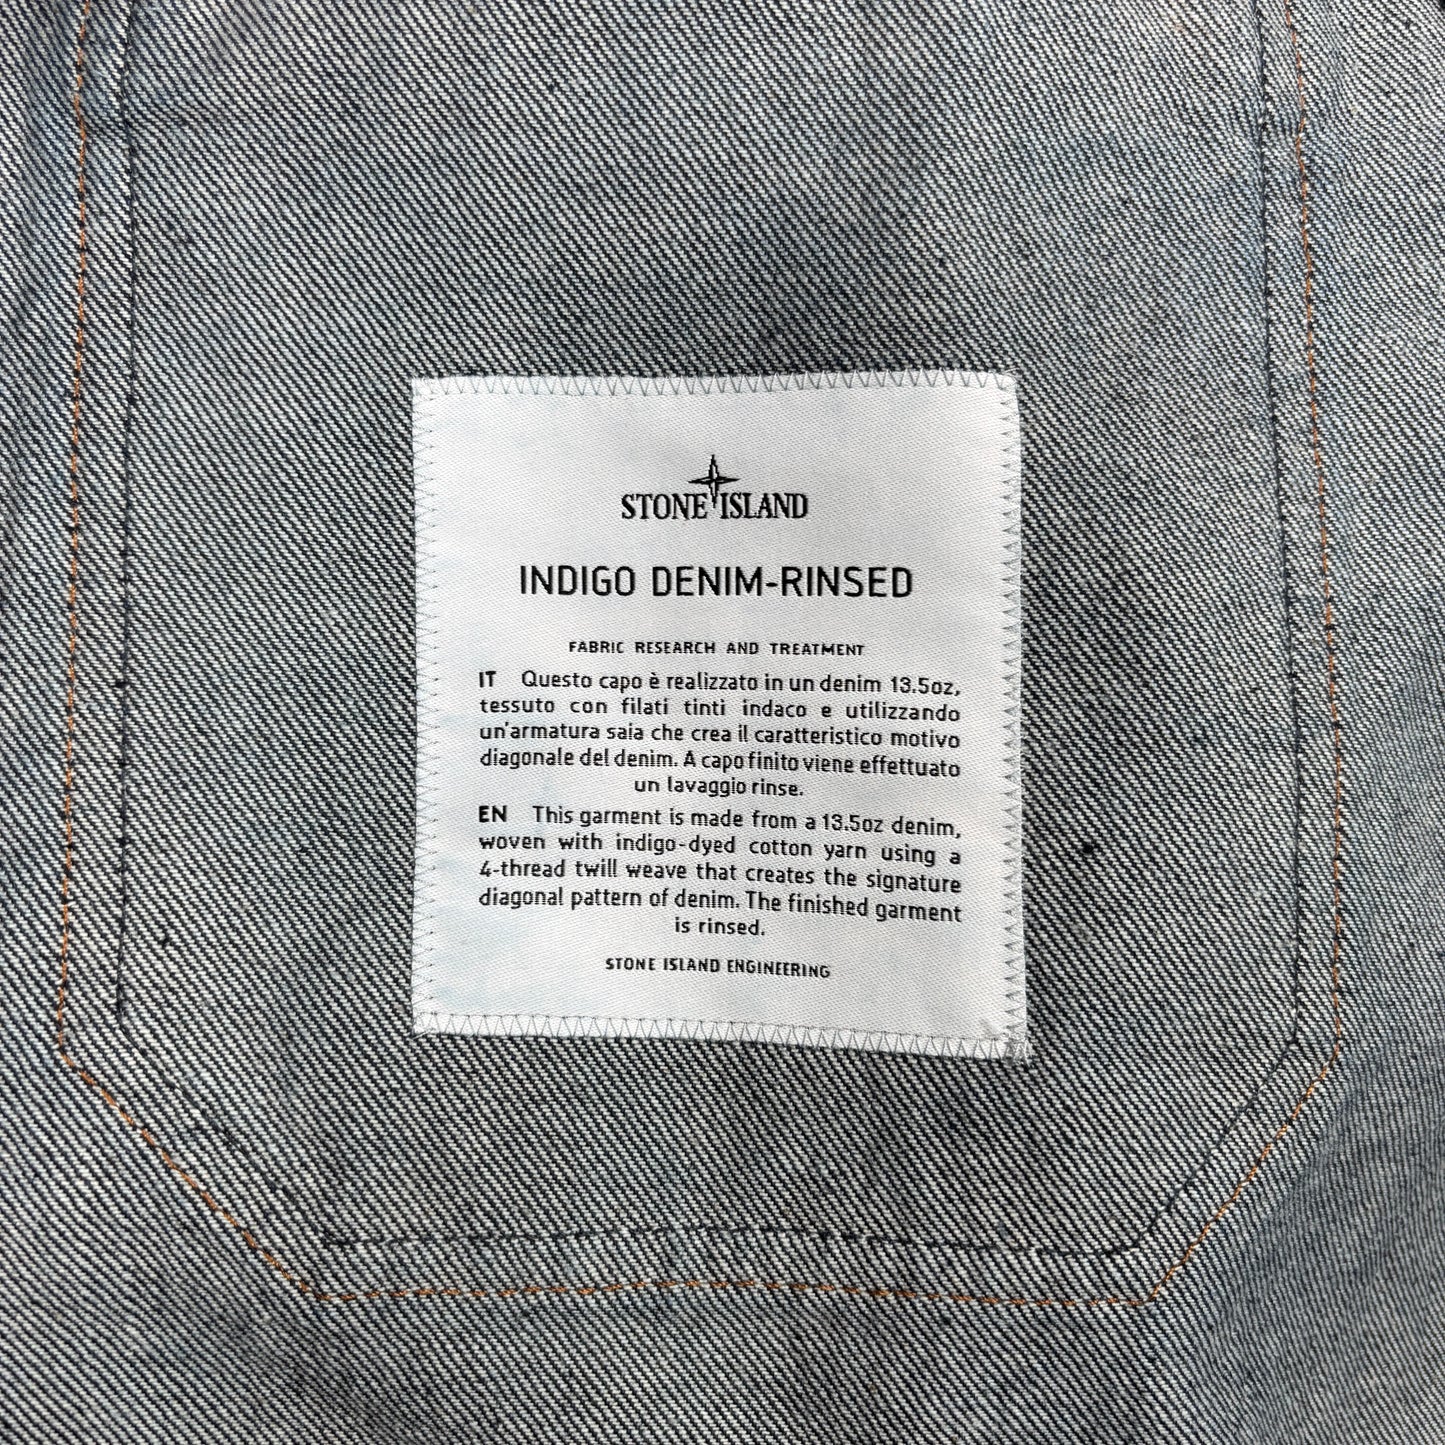 STONE ISLAND
INDIGO DENIM-RINSED
FABRIC RESEARCH AND TREATMENT
IT Questo capo è realizzato in un denim 13.5oz,
tessuto con filati tinti indaco e utilizzando
un'armatura saia che crea il caratteristico motivo
diagonale del denim. A capo finito viene effettuato
un lavaggio rinse.
EN This garment is made from a 13.5oz denim,
woven with indigo-dyed cotton yarn using a
4-thread twill weave that creates the signature
diagonal pattern of denim. The finished garment
is rinsed.
STONE ISLAND ENGINEERING